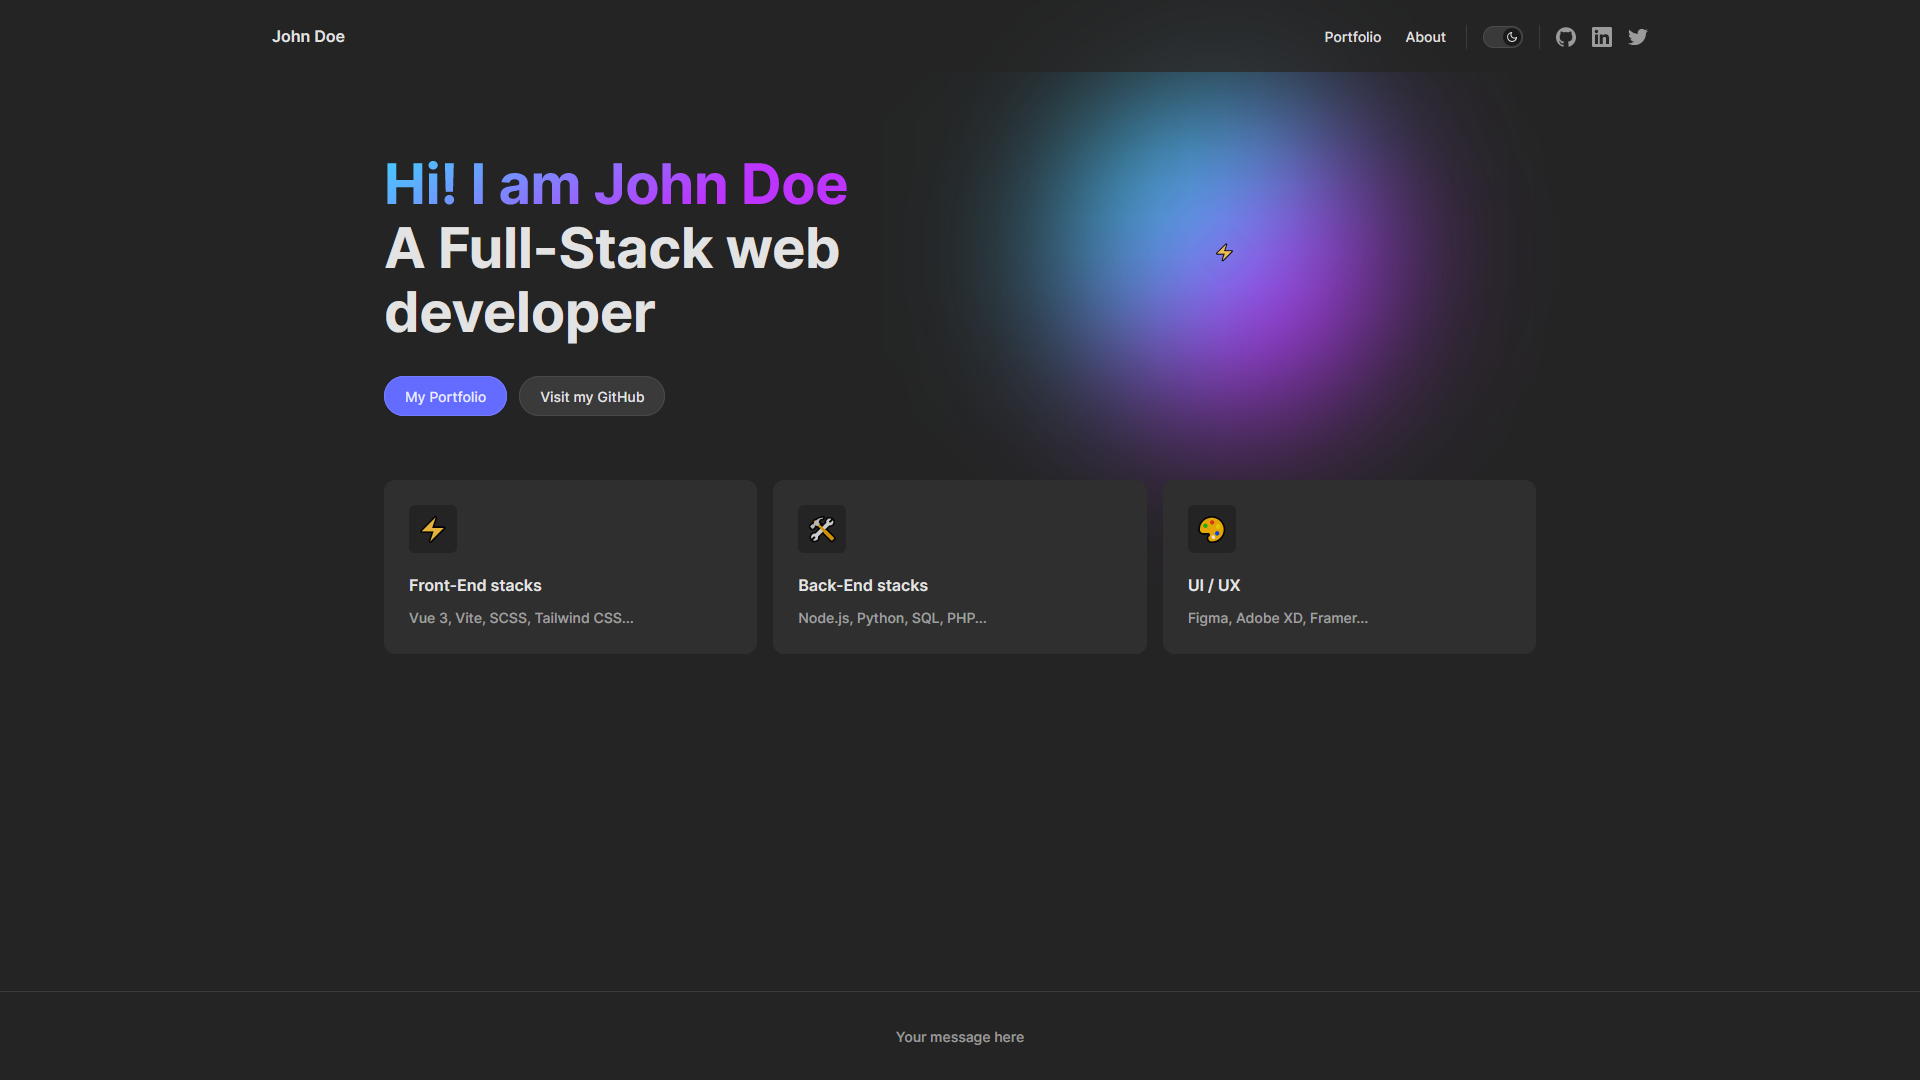 John Doe
Portfolio
About
Hi! I am John Doe
A Full-Stack web
developer
My Portfolio
Visit my GitHub
Front-End stacks
Vue 3, Vite, SCSS, Tailwind CSS...
Back-End stacks
Node.js, Python, SQL, PHP...
UI / UX
Figma, Adobe XD, Framer...
Your message here